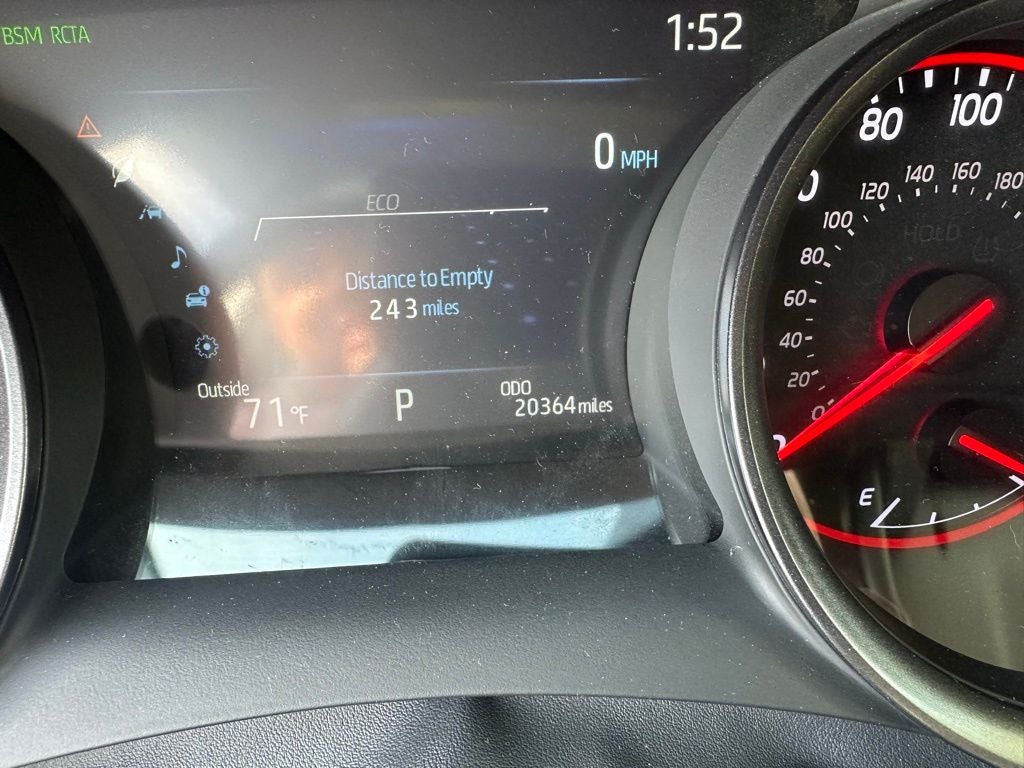 BSM RCTA
1:52
0 MPH
ECO
Distance to Empty
243 miles
Outside
71 °F
P
ODO
20364 miles
80
100
0
20
40
60
80
100
120
140
160
180
HOLD
E